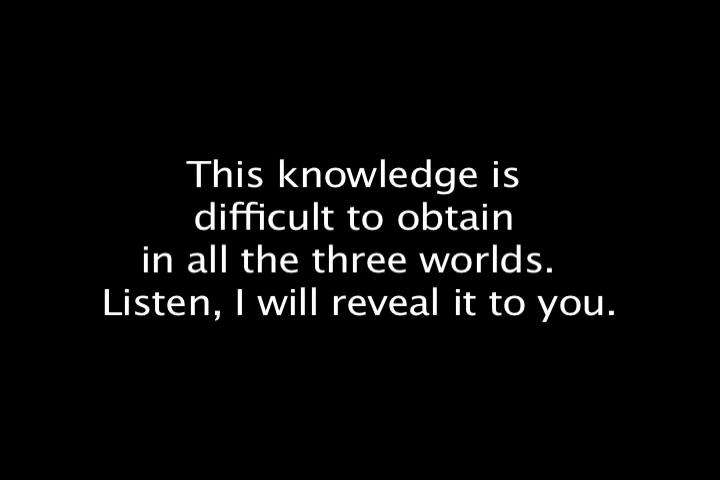 This knowledge is
difficult to obtain
in all the three worlds.
Listen, I will reveal it to you.